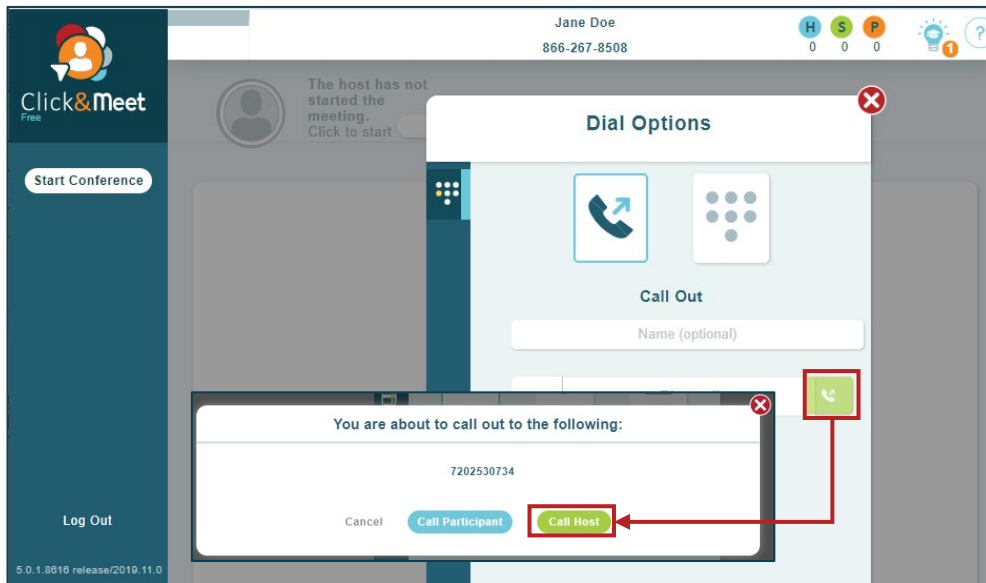 Jane Doe
866-267-8508
H S P
0 0 0
1
?
Click&Meet
Free
The host has not
started the
meeting.
Click to start
Dial Options
Start Conference
Call Out
Name (optional)
You are about to call out to the following:
7202530734
Cancel Call Participant Call Host
Log Out
5.0.1.8616 release/2019.11.0